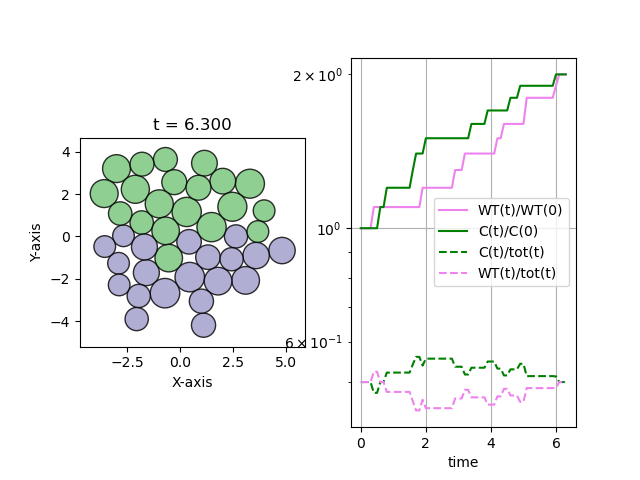 t = 6.300
Y-axis
4
2
0
−2
−4
−2.5
0.0
2.5
5.0
X-axis
2 × 10⁰
10⁰
6 × 10⁻¹
WT(t)/WT(0)
C(t)/C(0)
C(t)/tot(t)
WT(t)/tot(t)
0
2
4
6
time